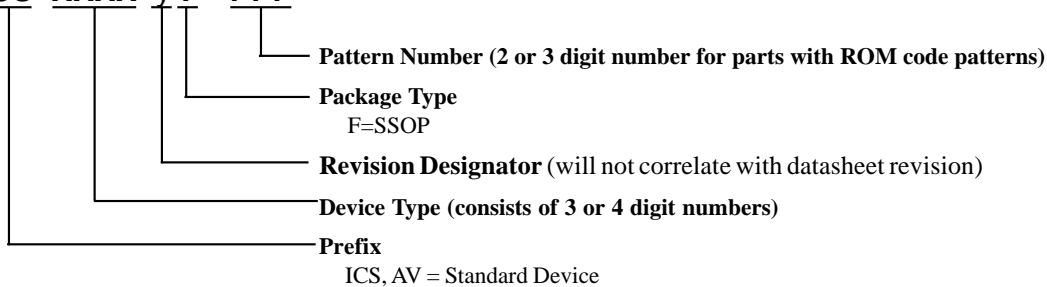 Pattern Number (2 or 3 digit number for parts with ROM code patterns)
Package Type
F=SSOP
Revision Designator (will not correlate with datasheet revision)
Device Type (consists of 3 or 4 digit numbers)
Prefix
ICS, AV = Standard Device